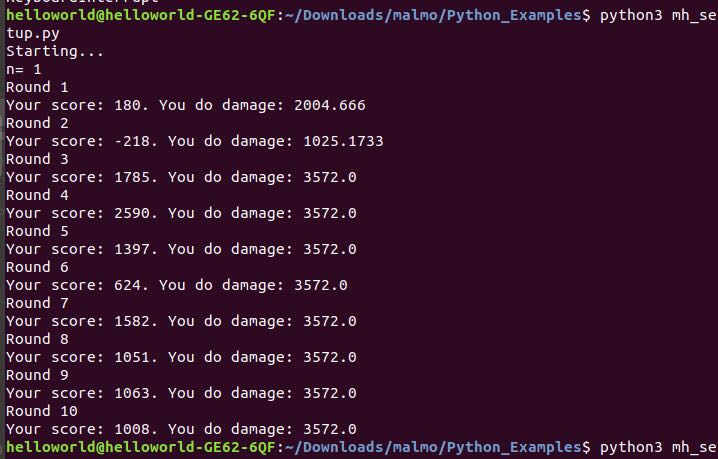 KeyboardInterrupt
helloworld@helloworld-GE62-6QF:~/Downloads/malmo/Python_Examples$ python3 mh_se
tup.py
Starting...
n= 1
Round 1
Your score: 180. You do damage: 2004.666
Round 2
Your score: -218. You do damage: 1025.1733
Round 3
Your score: 1785. You do damage: 3572.0
Round 4
Your score: 2590. You do damage: 3572.0
Round 5
Your score: 1397. You do damage: 3572.0
Round 6
Your score: 624. You do damage: 3572.0
Round 7
Your score: 1582. You do damage: 3572.0
Round 8
Your score: 1051. You do damage: 3572.0
Round 9
Your score: 1063. You do damage: 3572.0
Round 10
Your score: 1008. You do damage: 3572.0
helloworld@helloworld-GE62-6QF:~/Downloads/malmo/Python_Examples$ python3 mh_se